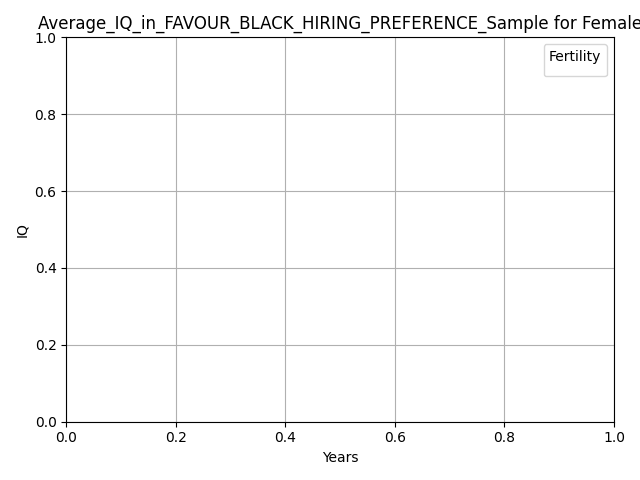 Average_IQ_in_FAVOUR_BLACK_HIRING_PREFERENCE_Sample for Female
Fertility
1.0
0.8
0.6
0.4
0.2
0.0
IQ
0.0 0.2 0.4 0.6 0.8 1.0
Years